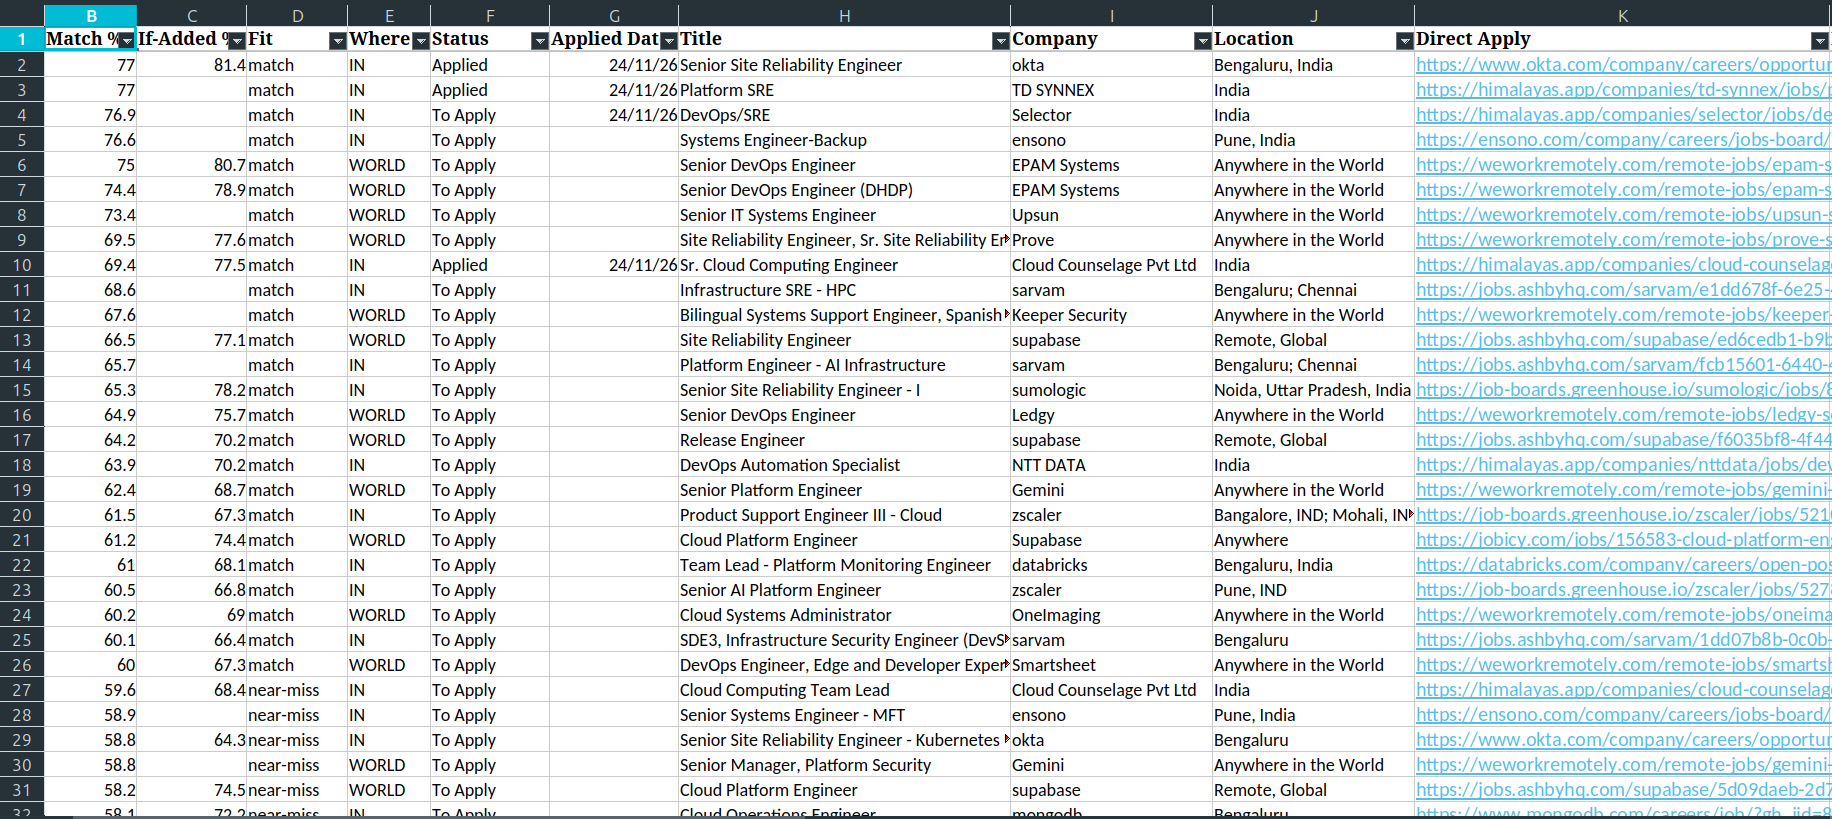 B C D E F G H I J K
1 Match % If-Added % Fit Where Status Applied Dat Title Company Location Direct Apply
2 77 81.4 match IN Applied 24/11/26 Senior Site Reliability Engineer okta Bengaluru, India https://www.okta.com/company/careers/opportun
3 77 match IN Applied 24/11/26 Platform SRE TD SYNNEX India https://himalayas.app/companies/td-synnex/jobs/p
4 76.9 match IN To Apply 24/11/26 DevOps/SRE Selector India https://himalayas.app/companies/selector/jobs/de
5 76.6 match IN To Apply Systems Engineer-Backup ensono Pune, India https://ensono.com/company/careers/jobs-board/
6 75 80.7 match WORLD To Apply Senior DevOps Engineer EPAM Systems Anywhere in the World https://weworkremotely.com/remote-jobs/epam-s
7 74.4 78.9 match WORLD To Apply Senior DevOps Engineer (DHDP) EPAM Systems Anywhere in the World https://weworkremotely.com/remote-jobs/epam-s
8 73.4 match WORLD To Apply Senior IT Systems Engineer Upsun Anywhere in the World https://weworkremotely.com/remote-jobs/upsun-s
9 69.5 77.6 match WORLD To Apply Site Reliability Engineer, Sr. Site Reliability Er Prove Anywhere in the World https://weworkremotely.com/remote-jobs/prove-s
10 69.4 77.5 match IN Applied 24/11/26 Sr. Cloud Computing Engineer Cloud Counselage Pvt Ltd India https://himalayas.app/companies/cloud-counselag
11 68.6 match IN To Apply Infrastructure SRE - HPC sarvam Bengaluru; Chennai https://jobs.ashbyhq.com/sarvam/e1dd678f-6e25-
12 67.6 match WORLD To Apply Bilingual Systems Support Engineer, Spanish Keeper Security Anywhere in the World https://weworkremotely.com/remote-jobs/keeper-
13 66.5 77.1 match WORLD To Apply Site Reliability Engineer supabase Remote, Global https://jobs.ashbyhq.com/supabase/ed6cedb1-b9b
14 65.7 match IN To Apply Platform Engineer - AI Infrastructure sarvam Bengaluru; Chennai https://jobs.ashbyhq.com/sarvam/fcb15601-6440-
15 65.3 78.2 match IN To Apply Senior Site Reliability Engineer - I sumologic Noida, Uttar Pradesh, India https://job-boards.greenhouse.io/sumologic/jobs/8
16 64.9 75.7 match WORLD To Apply Senior DevOps Engineer Ledgy Anywhere in the World https://weworkremotely.com/remote-jobs/ledgy-s
17 64.2 70.2 match WORLD To Apply Release Engineer supabase Remote, Global https://jobs.ashbyhq.com/supabase/f6035bf8-4f44
18 63.9 70.2 match IN To Apply DevOps Automation Specialist NTT DATA India https://himalayas.app/companies/nttdata/jobs/dev
19 62.4 68.7 match WORLD To Apply Senior Platform Engineer Gemini Anywhere in the World https://weworkremotely.com/remote-jobs/gemini-
20 61.5 67.3 match IN To Apply Product Support Engineer III - Cloud zscaler Bangalore, IND; Mohali, IN https://job-boards.greenhouse.io/zscaler/jobs/521
21 61.2 74.4 match WORLD To Apply Cloud Platform Engineer Supabase Anywhere https://jobicy.com/jobs/156583-cloud-platform-en
22 61 68.1 match IN To Apply Team Lead - Platform Monitoring Engineer databricks Bengaluru, India https://databricks.com/company/careers/open-pos
23 60.5 66.8 match IN To Apply Senior AI Platform Engineer zscaler Pune, IND https://job-boards.greenhouse.io/zscaler/jobs/527
24 60.2 69 match WORLD To Apply Cloud Systems Administrator OneImaging Anywhere in the World https://weworkremotely.com/remote-jobs/oneima
25 60.1 66.4 match IN To Apply SDE3, Infrastructure Security Engineer (DevS sarvam Bengaluru https://jobs.ashbyhq.com/sarvam/1dd07b8b-0c0b-
26 60 67.3 match WORLD To Apply DevOps Engineer, Edge and Developer Exper Smartsheet Anywhere in the World https://weworkremotely.com/remote-jobs/smartsh
27 59.6 68.4 near-miss IN To Apply Cloud Computing Team Lead Cloud Counselage Pvt Ltd India https://himalayas.app/companies/cloud-counselag
28 58.9 near-miss IN To Apply Senior Systems Engineer - MFT ensono Pune, India https://ensono.com/company/careers/jobs-board/
29 58.8 64.3 near-miss IN To Apply Senior Site Reliability Engineer - Kubernetes okta Bengaluru https://www.okta.com/company/careers/opportun
30 58.8 near-miss WORLD To Apply Senior Manager, Platform Security Gemini Anywhere in the World https://weworkremotely.com/remote-jobs/gemini-
31 58.2 74.5 near-miss WORLD To Apply Cloud Platform Engineer supabase Remote, Global https://jobs.ashbyhq.com/supabase/5d09daeb-2d7
32 58.1 72.2 near-miss IN To Apply Cloud Operations Engineer mongodb Bengaluru https://www.mongodb.com/careers/job/?gh_jid=8